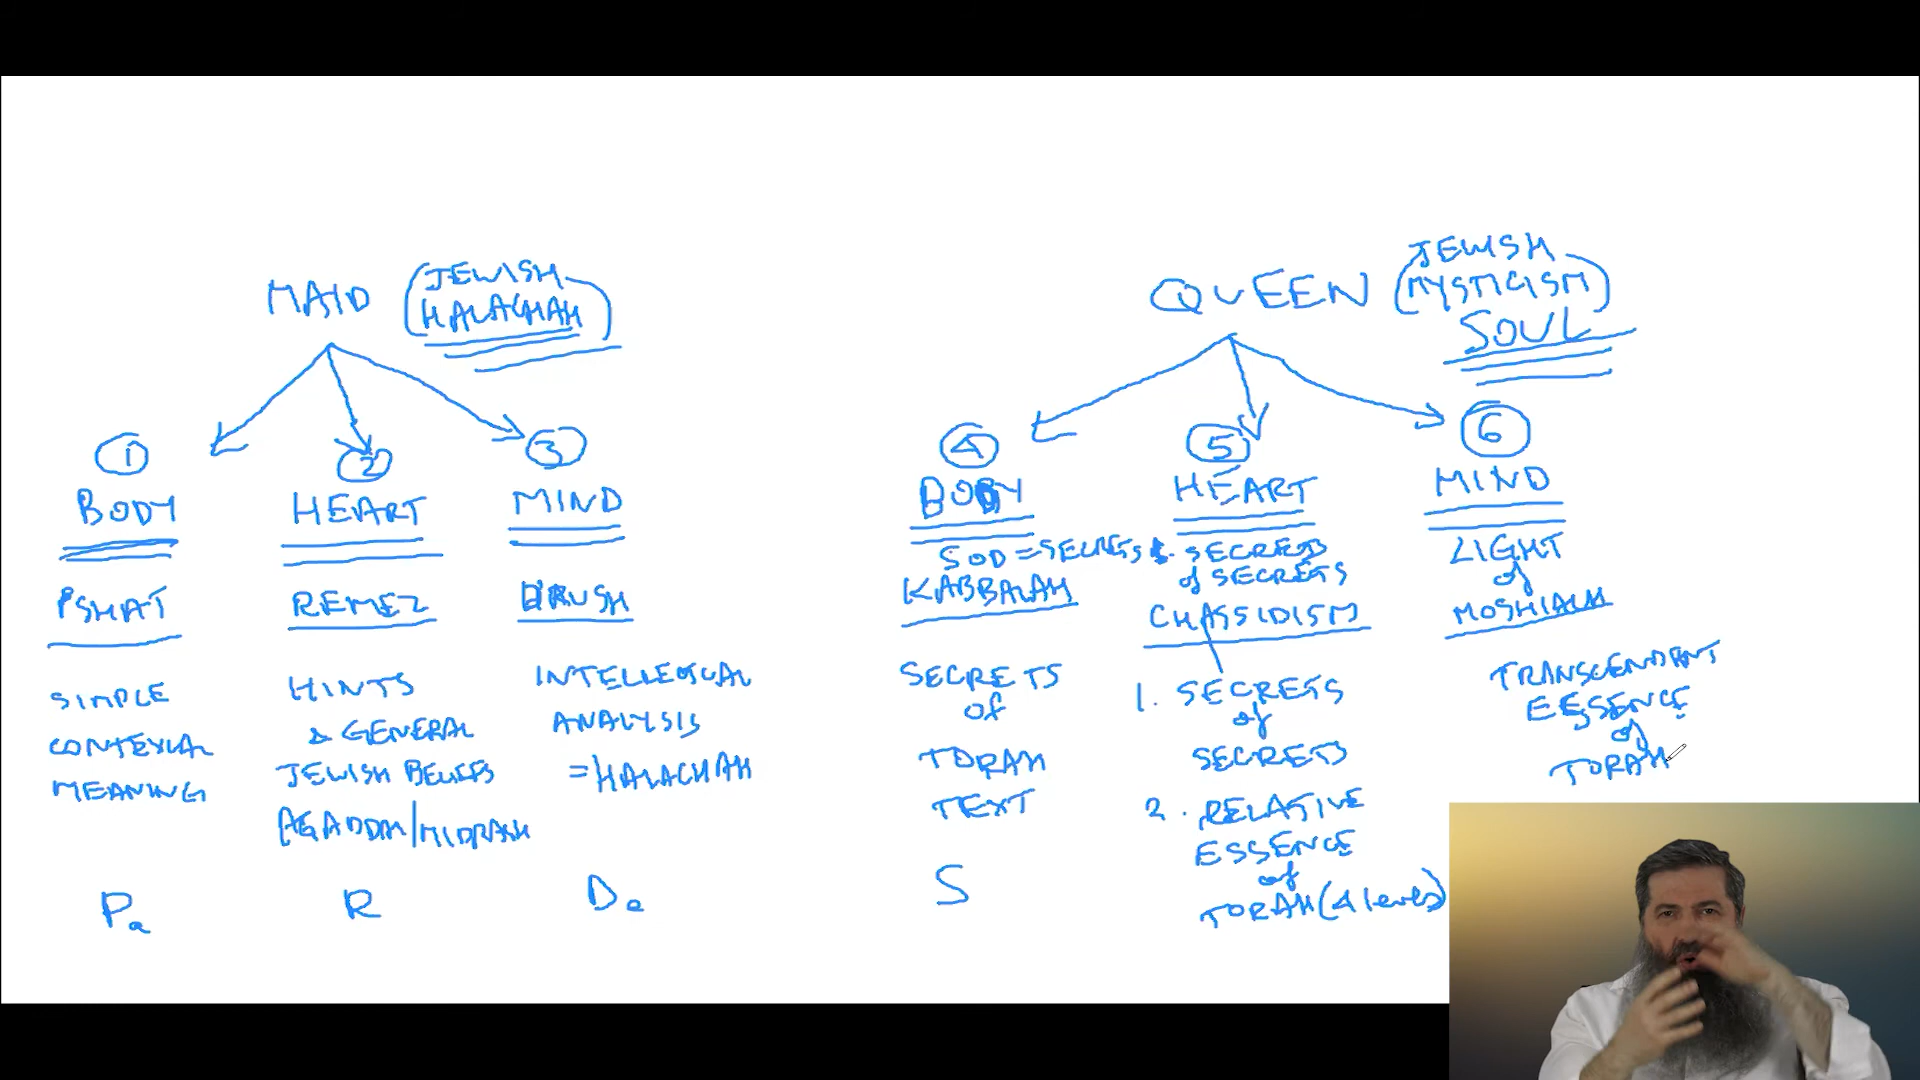 MAID (JEWISH
HALACHAH)
① ② ③
BODY HEART MIND
PSHAT REMEZ DRUSH
SIMPLE
CONTEXUAL
MEANING
HINTS
& GENERAL
JEWISH BELIEFS
AGADDAH/MIDRASH
INTELLECTUAL
ANALYSIS
=HALACHAH
Pa R De
QUEEN (JEWISH
MYSTICISM)
SOUL
④ ⑤ ⑥
BODY HEART MIND
SOD = SECRETS
KABBALAH
SECRETS
of
TORAH
TEXT
S
SECRETS
of SECRETS
CHASSIDISM
1. SECRETS
of
SECRETS
2. RELATIVE
ESSENCE
of
TORAH (4 levels)
LIGHT
of
MOSHIACH
TRANSCENDANT
ESSENCE
of
TORAH